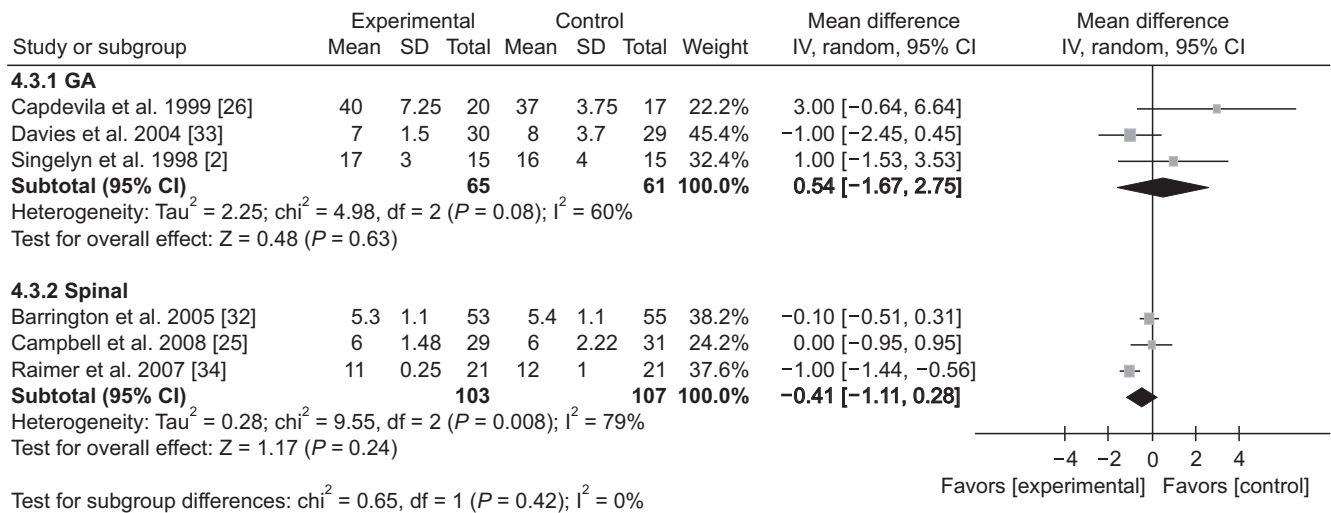 Experimental Control Mean difference Mean difference
Study or subgroup Mean SD Total Mean SD Total Weight IV, random, 95% CI IV, random, 95% CI
4.3.1 GA
Capdevila et al. 1999 [26] 40 7.25 20 37 3.75 17 22.2% 3.00 [−0.64, 6.64]
Davies et al. 2004 [33] 7 1.5 30 8 3.7 29 45.4% −1.00 [−2.45, 0.45]
Singelyn et al. 1998 [2] 17 3 15 16 4 15 32.4% 1.00 [−1.53, 3.53]
Subtotal (95% CI) 65 61 100.0% 0.54 [−1.67, 2.75]
Heterogeneity: Tau² = 2.25; chi² = 4.98, df = 2 (P = 0.08); I² = 60%
Test for overall effect: Z = 0.48 (P = 0.63)
4.3.2 Spinal
Barrington et al. 2005 [32] 5.3 1.1 53 5.4 1.1 55 38.2% −0.10 [−0.51, 0.31]
Campbell et al. 2008 [25] 6 1.48 29 6 2.22 31 24.2% 0.00 [−0.95, 0.95]
Raimer et al. 2007 [34] 11 0.25 21 12 1 21 37.6% −1.00 [−1.44, −0.56]
Subtotal (95% CI) 103 107 100.0% −0.41 [−1.11, 0.28]
Heterogeneity: Tau² = 0.28; chi² = 9.55, df = 2 (P = 0.008); I² = 79%
Test for overall effect: Z = 1.17 (P = 0.24)
−4 −2 0 2 4
Favors [experimental] Favors [control]
Test for subgroup differences: chi² = 0.65, df = 1 (P = 0.42); I² = 0%